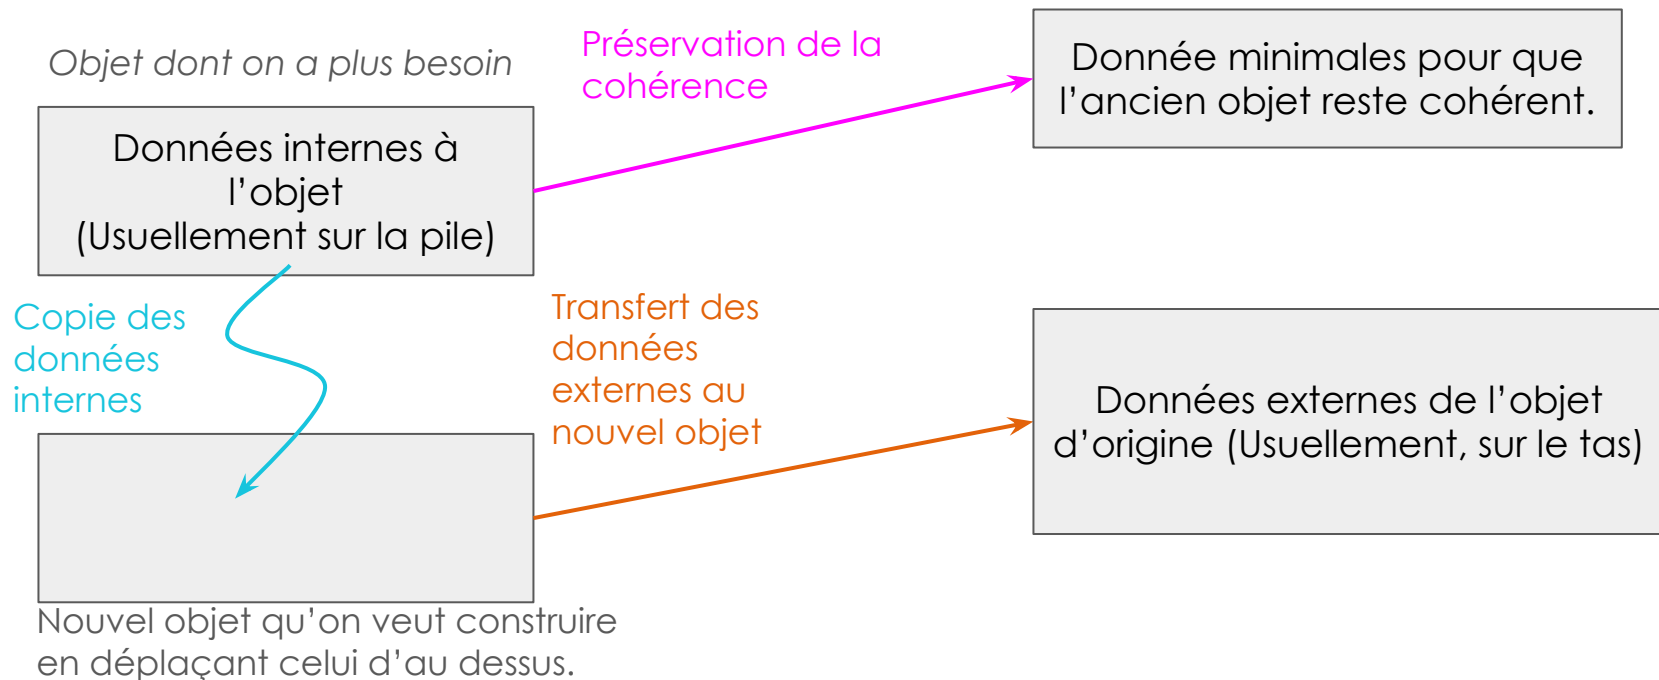 Objet dont on a plus besoin
Données internes à
l’objet
(Usuellement sur la pile)
Préservation de la
cohérence
Donnée minimales pour que
l’ancien objet reste cohérent.
Copie des
données
internes
Transfert des
données
externes au
nouvel objet
Données externes de l’objet
d’origine (Usuellement, sur le tas)
Nouvel objet qu’on veut construire
en déplaçant celui d’au dessus.